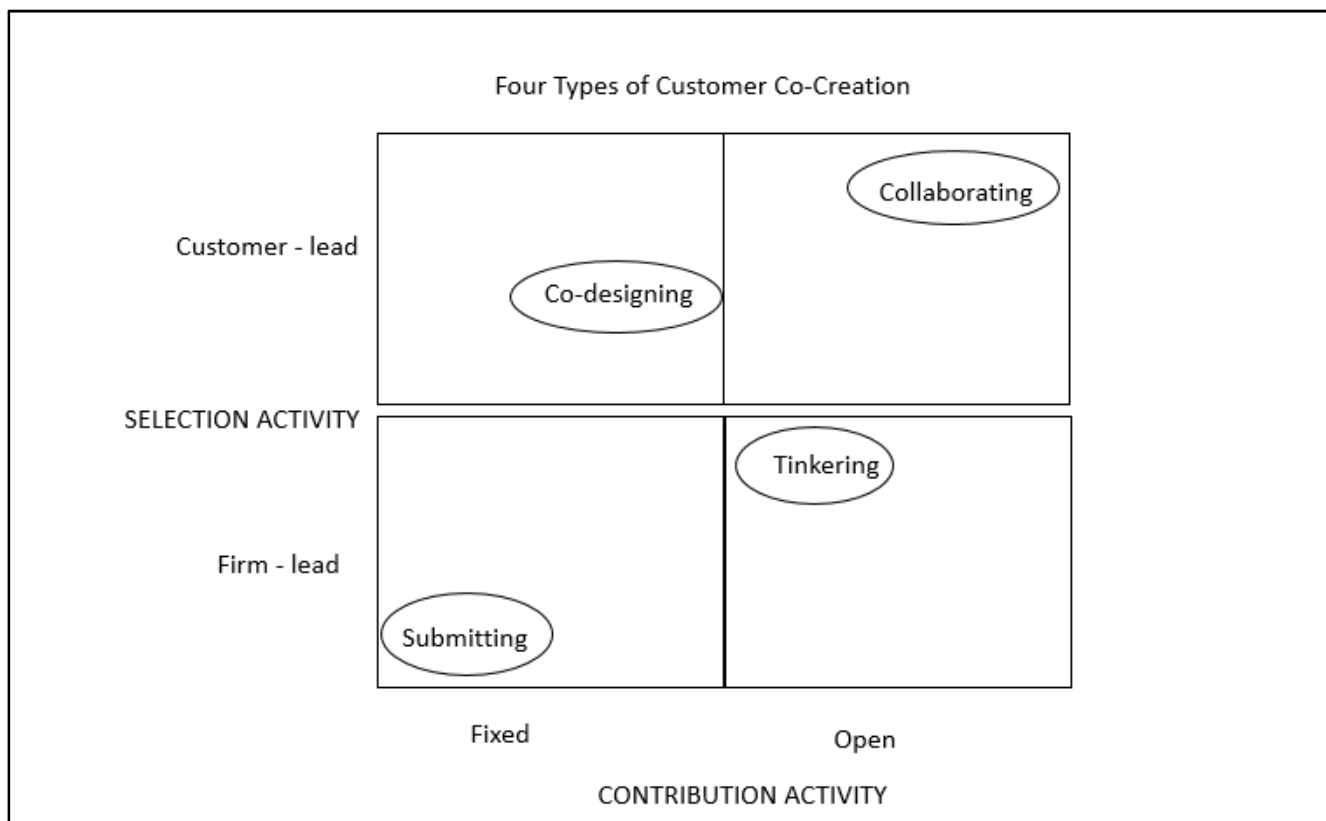 Four Types of Customer Co-Creation
Collaborating
Customer - lead
Co-designing
SELECTION ACTIVITY
Tinkering
Firm - lead
Submitting
Fixed
Open
CONTRIBUTION ACTIVITY